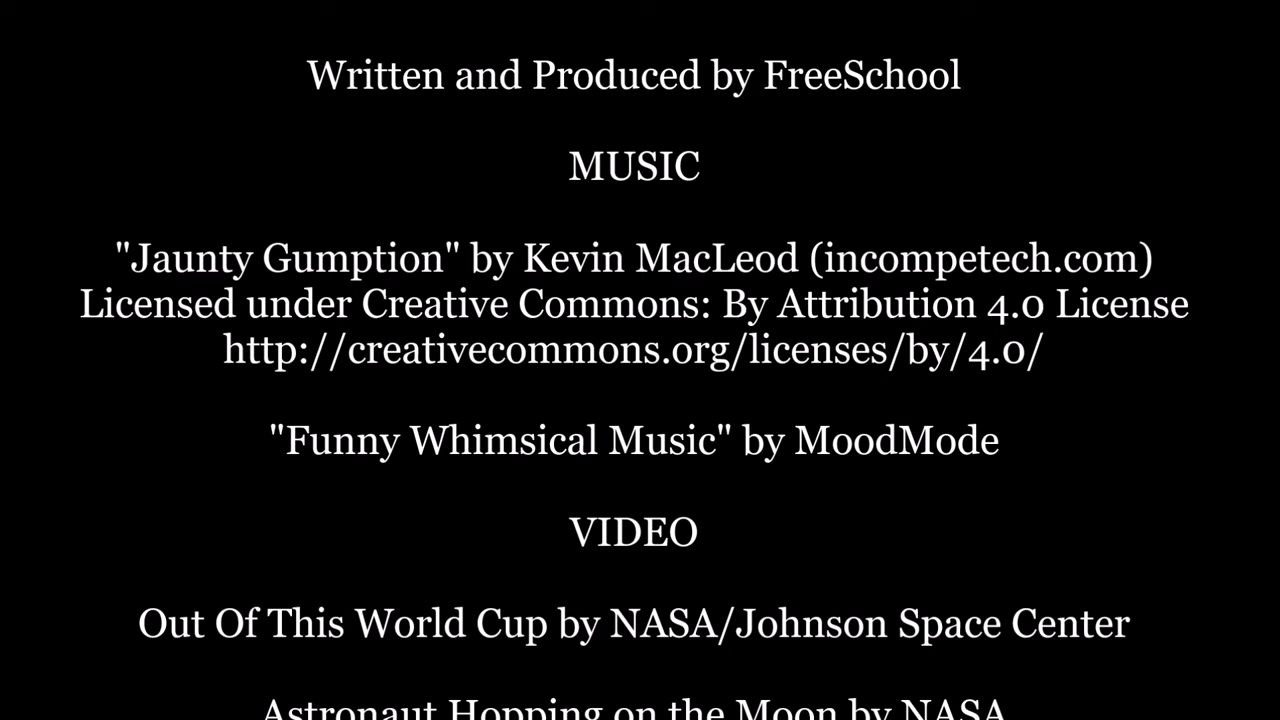 Written and Produced by FreeSchool
MUSIC
"Jaunty Gumption" by Kevin MacLeod (incompetech.com)
Licensed under Creative Commons: By Attribution 4.0 License
http://creativecommons.org/licenses/by/4.0/
"Funny Whimsical Music" by MoodMode
VIDEO
Out Of This World Cup by NASA/Johnson Space Center
Astronaut Hopping on the Moon by NASA